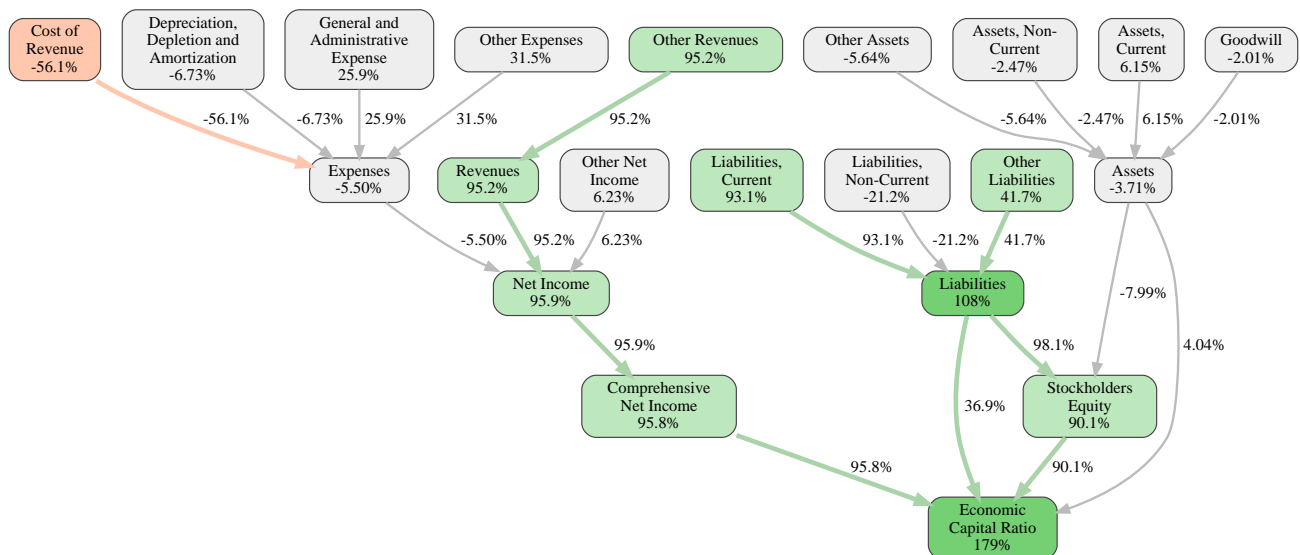 Cost of
Revenue
-56.1%
Depreciation,
Depletion and
Amortization
-6.73%
General and
Administrative
Expense
25.9%
Other Expenses
31.5%
Other Revenues
95.2%
Other Assets
-5.64%
Assets, Non-
Current
-2.47%
Assets,
Current
6.15%
Goodwill
-2.01%
-56.1%
-6.73%
25.9%
31.5%
95.2%
-5.64%
-2.47%
6.15%
-2.01%
Expenses
-5.50%
Revenues
95.2%
Other Net
Income
6.23%
Liabilities,
Current
93.1%
Liabilities,
Non-Current
-21.2%
Other
Liabilities
41.7%
Assets
-3.71%
-5.50%
95.2%
6.23%
93.1%
-21.2%
41.7%
Net Income
95.9%
Liabilities
108%
-7.99%
95.9%
98.1%
4.04%
Comprehensive
Net Income
95.8%
36.9%
Stockholders
Equity
90.1%
95.8%
90.1%
Economic
Capital Ratio
179%